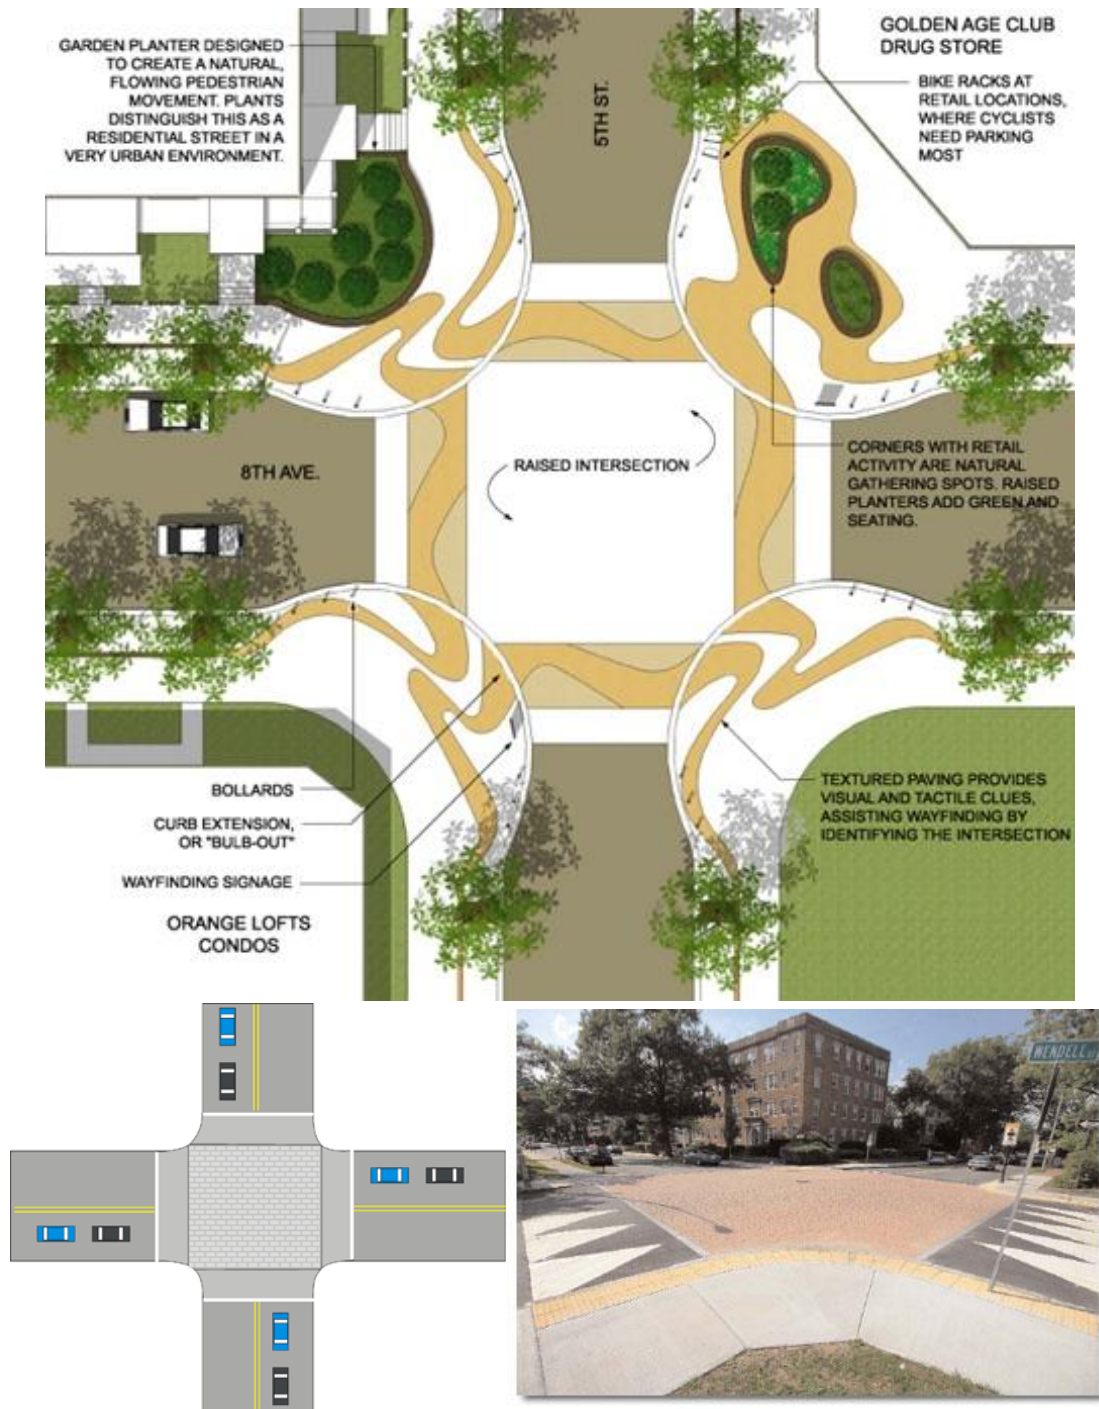 GARDEN PLANTER DESIGNED
TO CREATE A NATURAL,
FLOWING PEDESTRIAN
MOVEMENT. PLANTS
DISTINGUISH THIS AS A
RESIDENTIAL STREET IN A
VERY URBAN ENVIRONMENT.
5TH ST.
GOLDEN AGE CLUB
DRUG STORE
BIKE RACKS AT
RETAIL LOCATIONS,
WHERE CYCLISTS
NEED PARKING
MOST
8TH AVE.
RAISED INTERSECTION
CORNERS WITH RETAIL
ACTIVITY ARE NATURAL
GATHERING SPOTS. RAISED
PLANTERS ADD GREEN AND
SEATING.
BOLLARDS
CURB EXTENSION,
OR "BULB-OUT"
WAYFINDING SIGNAGE
ORANGE LOFTS
CONDOS
TEXTURED PAVING PROVIDES
VISUAL AND TACTILE CLUES,
ASSISTING WAYFINDING BY
IDENTIFYING THE INTERSECTION
WENDELL